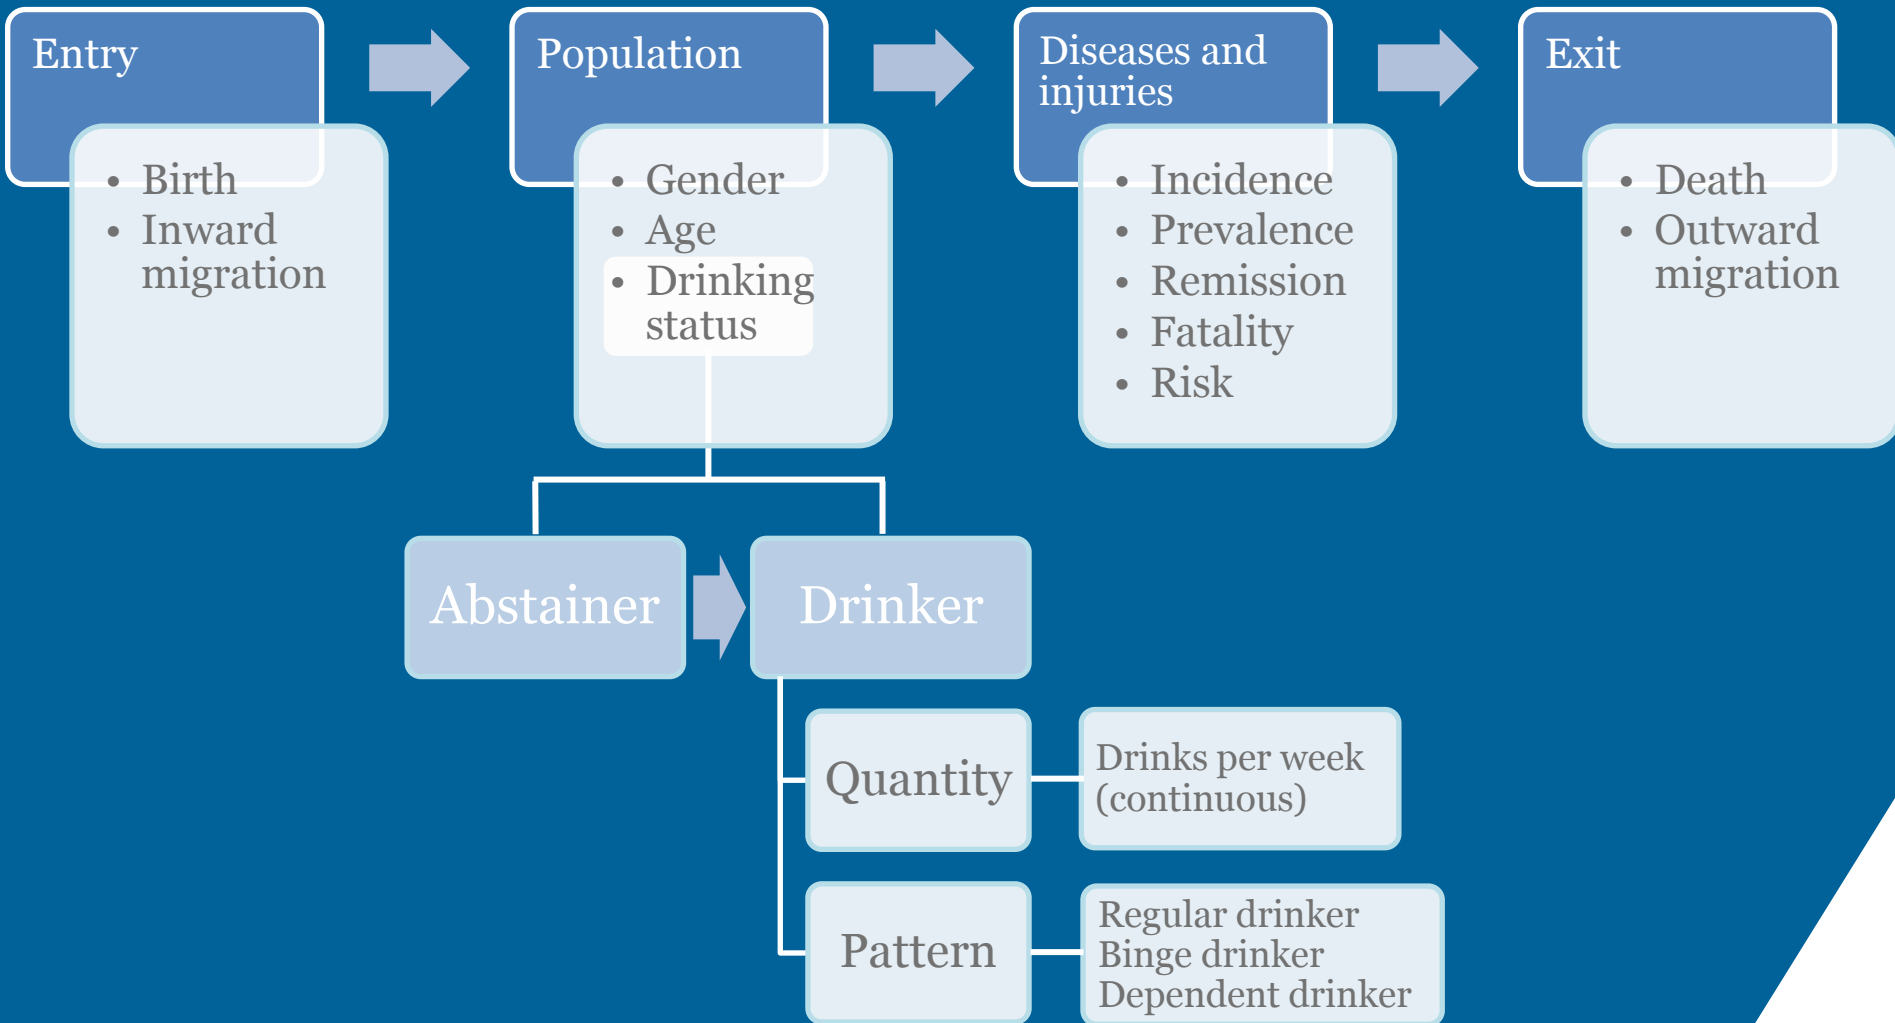 Entry
• Birth
• Inward
migration
Population
• Gender
• Age
• Drinking
status
Diseases and
injuries
• Incidence
• Prevalence
• Remission
• Fatality
• Risk
Exit
• Death
• Outward
migration
Abstainer
Drinker
Quantity
Drinks per week
(continuous)
Pattern
Regular drinker
Binge drinker
Dependent drinker